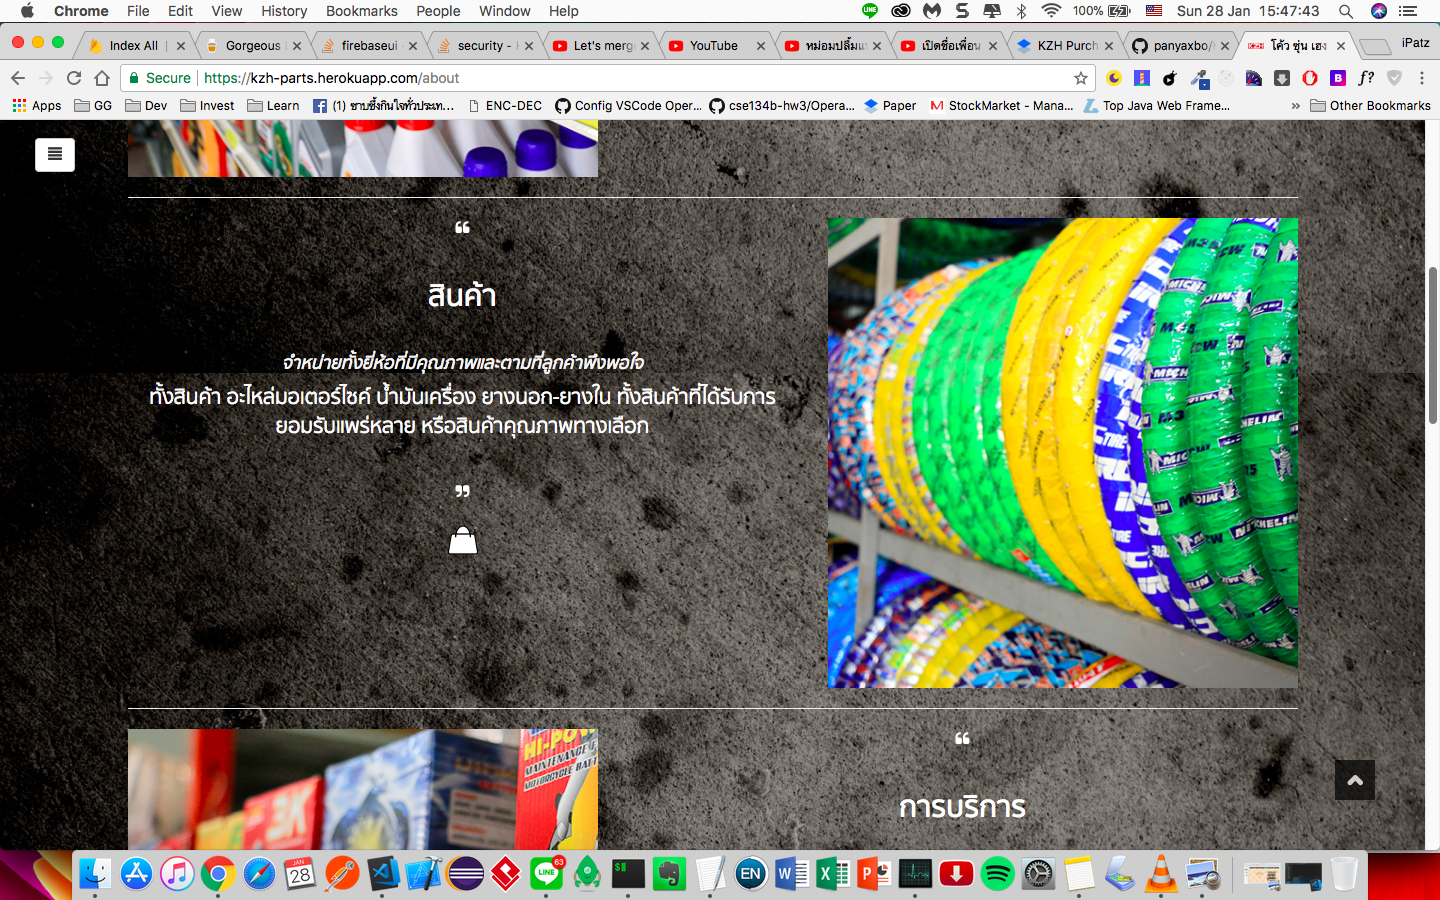 Chrome File Edit View History Bookmarks People Window Help
100% Sun 28 Jan 15:47:43
Index All
Gorgeous
firebaseui
security -
Let's merg
YouTube
หม่อมปลื้มแ
เปิดชื่อเพื่อน
KZH Purch
panyaxbo/
โค้ว ซุ่น เฮง
iPatz
Secure https://kzh-parts.herokuapp.com/about
Apps GG Dev Invest Learn (1) ซาบซึ้งกินใจทั่วประเท... ENC-DEC Config VSCode Oper... cse134b-hw3/Opera... Paper StockMarket - Mana... Top Java Web Frame... » Other Bookmarks
“
สินค้า
จำหน่ายทั้งยี่ห้อที่มีคุณภาพและตามที่ลูกค้าพึงพอใจ
ทั้งสินค้า อะไหล่มอเตอร์ไซค์ น้ำมันเครื่อง ยางนอก-ยางใน ทั้งสินค้าที่ได้รับการ
ยอมรับแพร่หลาย หรือสินค้าคุณภาพทางเลือก
”
“
การบริการ
HI-POW
MAINTENANCE F
MOTORCYCLE BATT
3K
JAN
28
63
EN